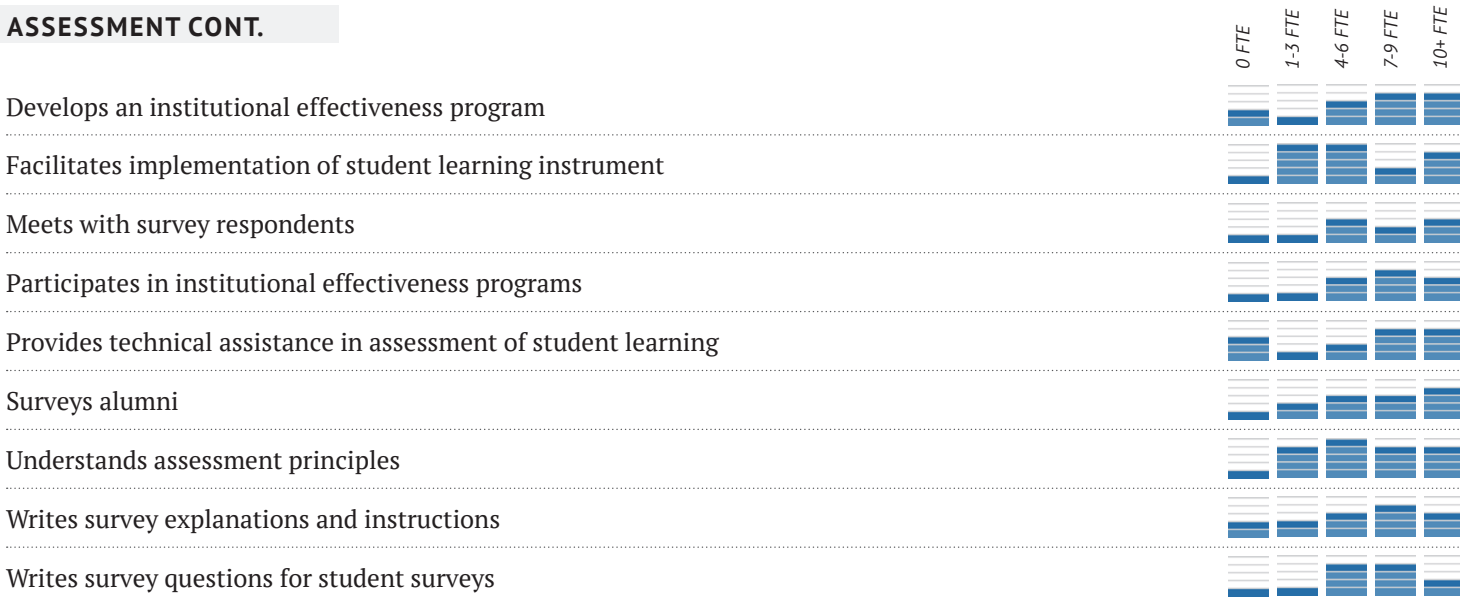 ASSESSMENT CONT.
0 FTE
1-3 FTE
4-6 FTE
7-9 FTE
10+ FTE
Develops an institutional effectiveness program
Facilitates implementation of student learning instrument
Meets with survey respondents
Participates in institutional effectiveness programs
Provides technical assistance in assessment of student learning
Surveys alumni
Understands assessment principles
Writes survey explanations and instructions
Writes survey questions for student surveys